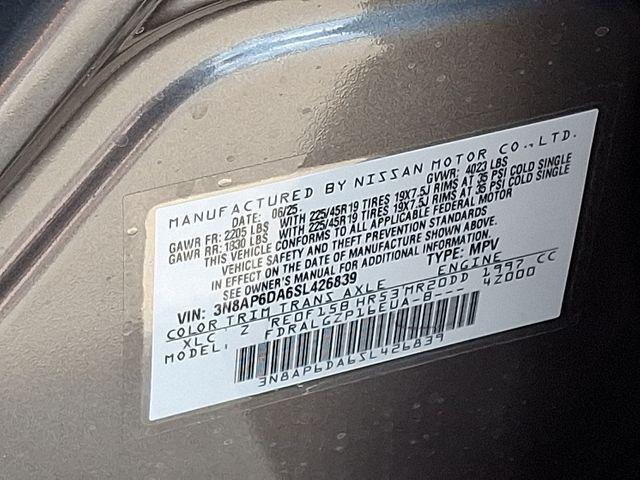 MANUFACTURED BY NISSAN MOTOR CO., LTD.
DATE: 06/25 GVWR: 4023 LBS
GAWR FR: 2205 LBS WITH 225/45R19 TIRES 19X7.5J RIMS AT 35 PSI COLD SINGLE
GAWR RR: 1830 LBS WITH 225/45R19 TIRES 19X7.5J RIMS AT 35 PSI COLD SINGLE
THIS VEHICLE CONFORMS TO ALL APPLICABLE FEDERAL MOTOR
VEHICLE SAFETY AND THEFT PREVENTION STANDARDS
IN EFFECT ON THE DATE OF MANUFACTURE SHOWN ABOVE.
SEE OWNER'S MANUAL FOR ADDITIONAL INFORMATION.
VIN: 3N8AP6DA6SL426839 TYPE: MPV
COLOR TRIM TRANS AXLE ENGINE
XLC Z RE0F15B HR53 MR20DD 1997 CC
MODEL: FDRALGZP16EUA-B--- 42000
3N8AP6DA6SL426839